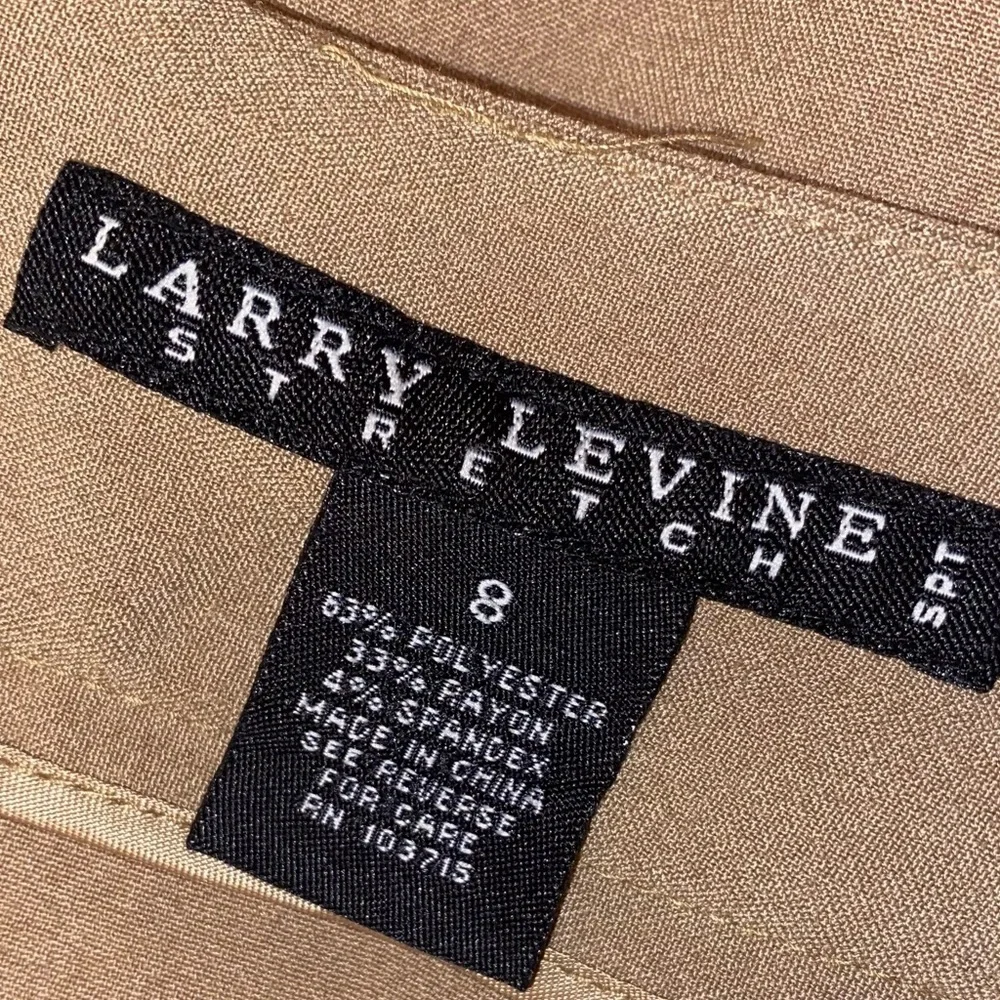 LARRY LEVINE
STRETCH
SPT
8
63% POLYESTER
33% RAYON
4% SPANDEX
MADE IN CHINA
SEE REVERSE
FOR CARE
RN 103715